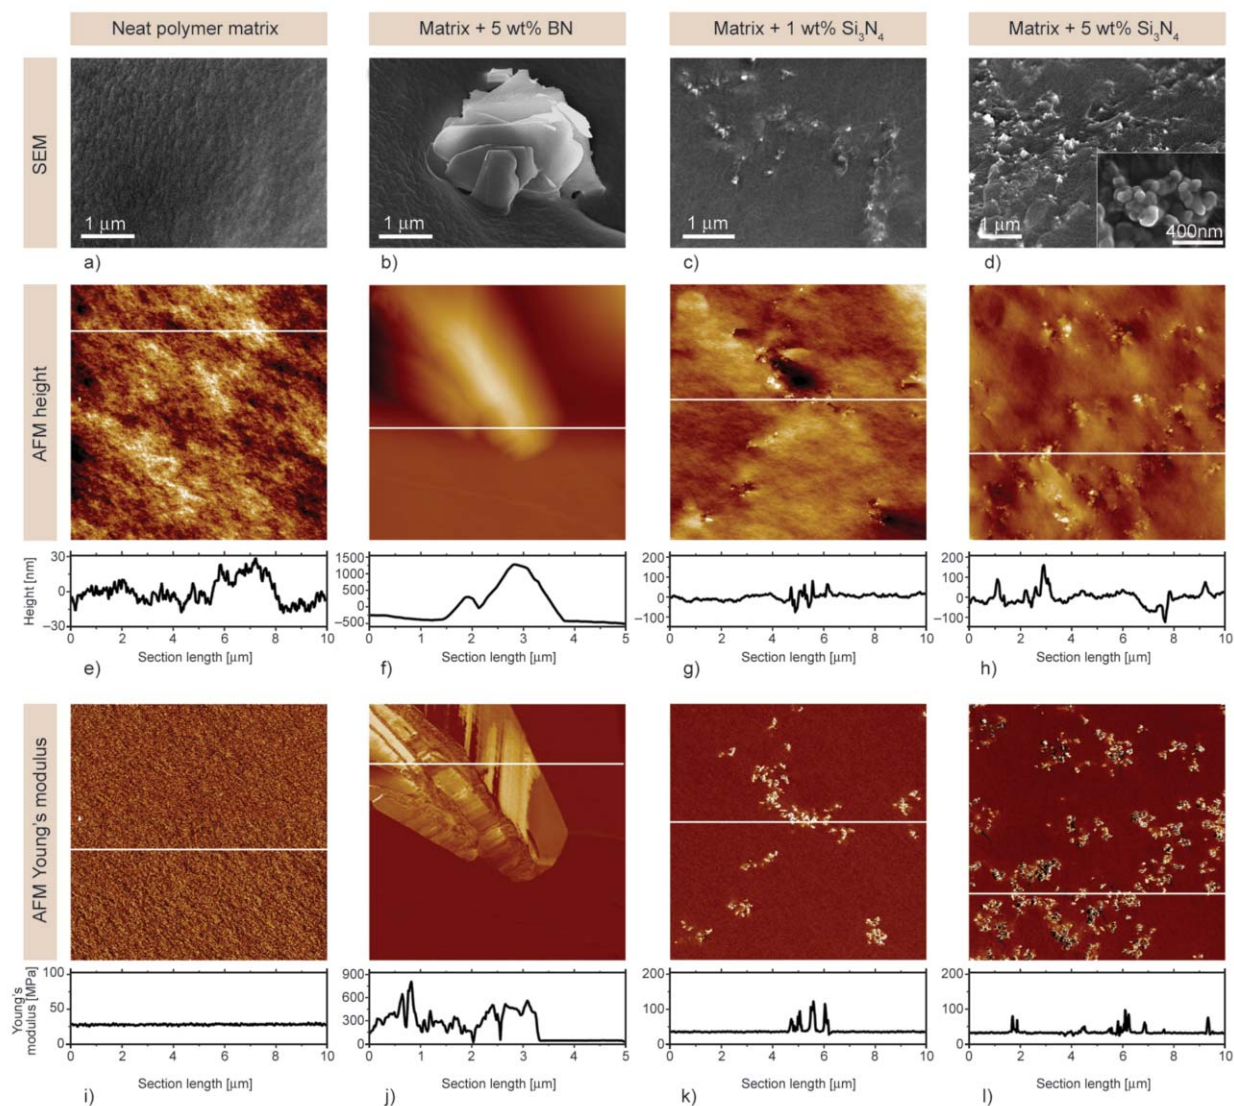 Neat polymer matrix
Matrix + 5 wt% BN
Matrix + 1 wt% Si₃N₄
Matrix + 5 wt% Si₃N₄
SEM
1 µm
1 µm
1 µm
1 µm
400nm
a)
b)
c)
d)
AFM height
Height [nm]
30
0
–30
0 2 4 6 8 10
Section length [µm]
e)
1500
1000
500
0
–500
0 1 2 3 4 5
Section length [µm]
f)
200
100
0
–100
0 2 4 6 8 10
Section length [µm]
g)
200
100
0
–100
0 2 4 6 8 10
Section length [µm]
h)
AFM Young's modulus
Young's
modulus [MPa]
100
50
0
0 2 4 6 8 10
Section length [µm]
i)
900
600
300
0
0 1 2 3 4 5
Section length [µm]
j)
200
100
0
0 2 4 6 8 10
Section length [µm]
k)
200
100
0
0 2 4 6 8 10
Section length [µm]
l)